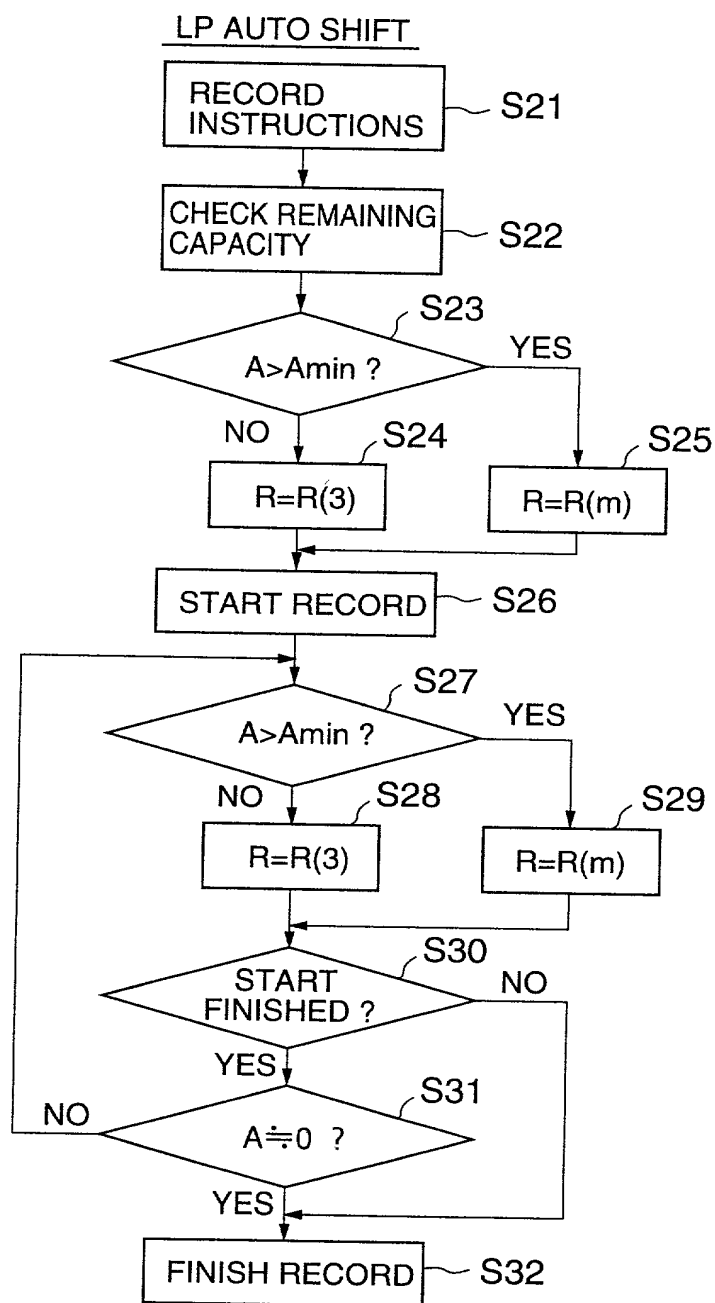 LP AUTO SHIFT
RECORD
INSTRUCTIONS
S21
CHECK REMAINING
CAPACITY
S22
S23
A>Amin ?
YES
NO
S24
S25
R=R(3)
R=R(m)
START RECORD
S26
S27
A>Amin ?
YES
NO
S28
S29
R=R(3)
R=R(m)
S30
START
FINISHED ?
NO
YES
S31
NO
A≒0 ?
YES
FINISH RECORD
S32